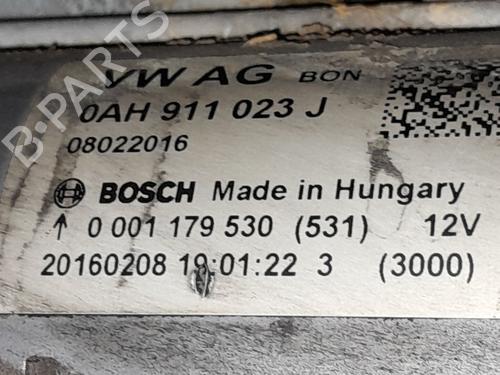 VW AG BON
0AH 911 023 J
08022016
BOSCH Made in Hungary
↑ 0 001 179 530 (531) 12V
20160208 19:01:22 3 (3000)
B-PARTS